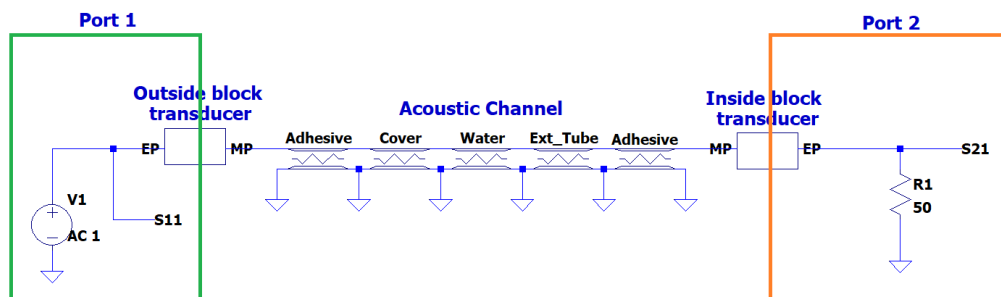 Port 1
Port 2
Outside block
transducer
Acoustic Channel
Inside block
transducer
Adhesive
Cover
Water
Ext_Tube
Adhesive
EP
MP
MP
EP
S21
V1
S11
AC 1
R1
50